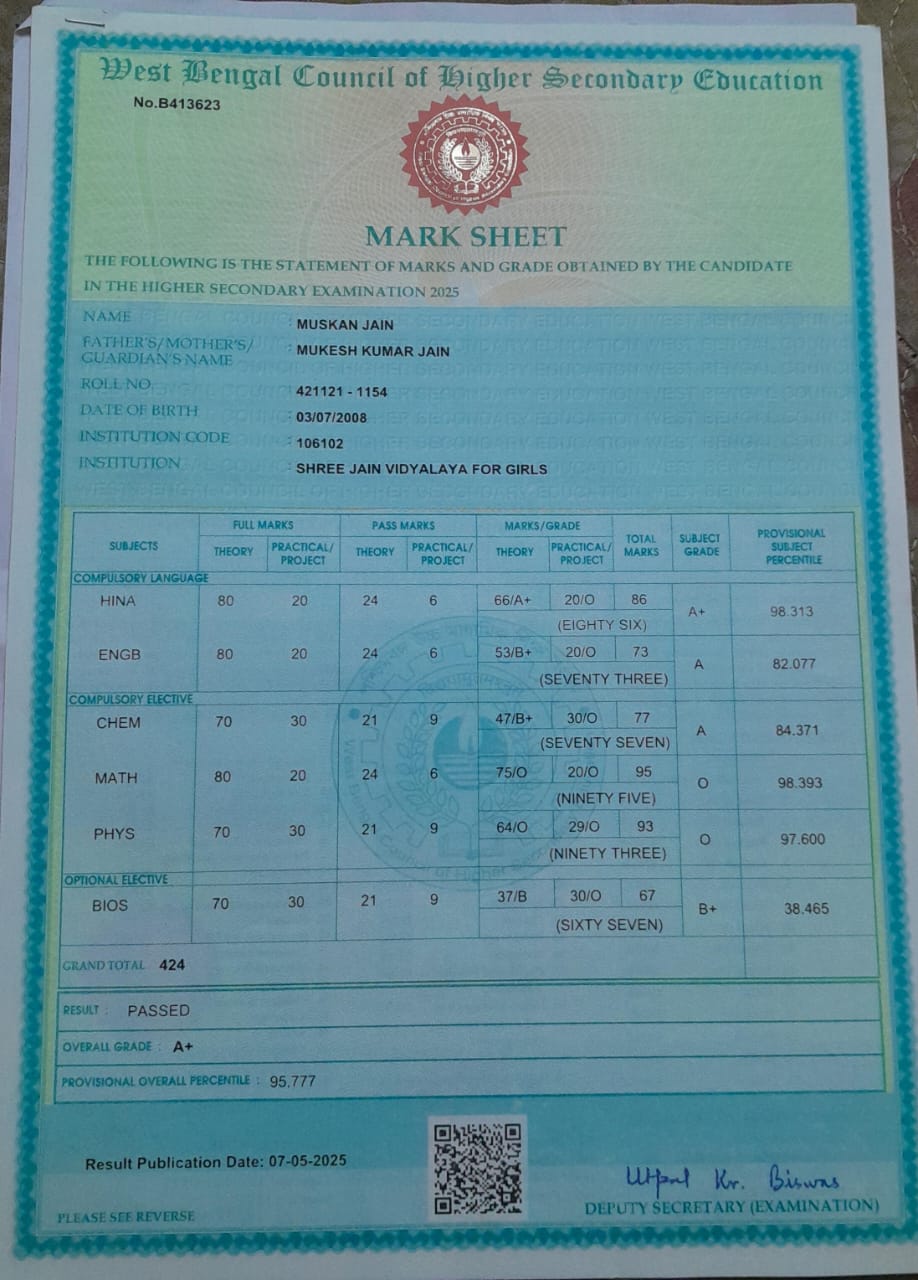 West Bengal Council of Higher Secondary Education
No.B413623
MARK SHEET
THE FOLLOWING IS THE STATEMENT OF MARKS AND GRADE OBTAINED BY THE CANDIDATE
IN THE HIGHER SECONDARY EXAMINATION 2025
NAME : MUSKAN JAIN
FATHER'S/MOTHER'S/
GUARDIAN'S NAME : MUKESH KUMAR JAIN
ROLL NO. : 421121 - 1154
DATE OF BIRTH : 03/07/2008
INSTITUTION CODE : 106102
INSTITUTION : SHREE JAIN VIDYALAYA FOR GIRLS
SUBJECTS FULL MARKS PASS MARKS MARKS/GRADE TOTAL MARKS SUBJECT GRADE PROVISIONAL SUBJECT PERCENTILE
THEORY PRACTICAL/PROJECT THEORY PRACTICAL/PROJECT THEORY PRACTICAL/PROJECT
COMPULSORY LANGUAGE
HINA 80 20 24 6 66/A+ 20/O 86 A+ 98.313
(EIGHTY SIX)
ENGB 80 20 24 6 53/B+ 20/O 73 A 82.077
(SEVENTY THREE)
COMPULSORY ELECTIVE
CHEM 70 30 21 9 47/B+ 30/O 77 A 84.371
(SEVENTY SEVEN)
MATH 80 20 24 6 75/O 20/O 95 O 98.393
(NINETY FIVE)
PHYS 70 30 21 9 64/O 29/O 93 O 97.600
(NINETY THREE)
OPTIONAL ELECTIVE
BIOS 70 30 21 9 37/B 30/O 67 B+ 38.465
(SIXTY SEVEN)
GRAND TOTAL 424
RESULT : PASSED
OVERALL GRADE : A+
PROVISIONAL OVERALL PERCENTILE : 95.777
Result Publication Date: 07-05-2025
Utpal Kr. Biswas
DEPUTY SECRETARY (EXAMINATION)
PLEASE SEE REVERSE